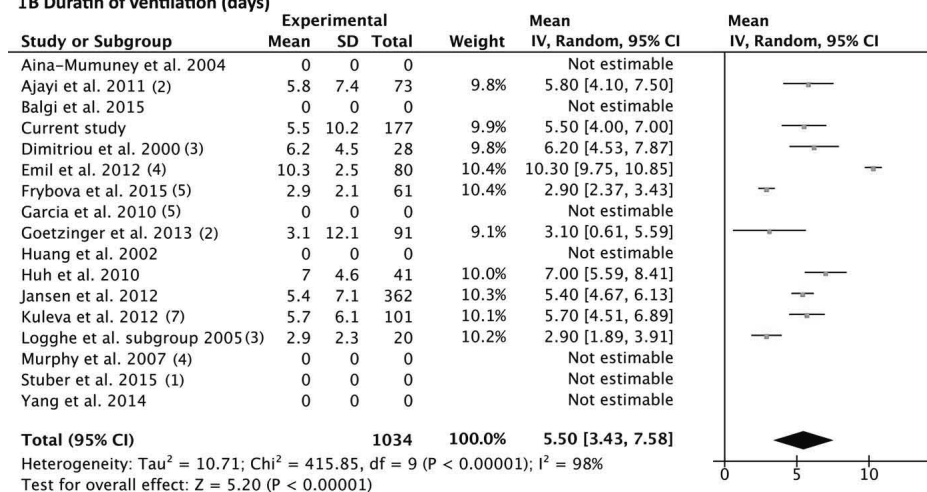 1B Duratin of ventilation (days)
Experimental Mean Mean
Study or Subgroup Mean SD Total Weight IV, Random, 95% CI IV, Random, 95% CI
Aina-Mumuney et al. 2004 0 0 0 Not estimable
Ajayi et al. 2011 (2) 5.8 7.4 73 9.8% 5.80 [4.10, 7.50]
Balgi et al. 2015 0 0 0 Not estimable
Current study 5.5 10.2 177 9.9% 5.50 [4.00, 7.00]
Dimitriou et al. 2000 (3) 6.2 4.5 28 9.8% 6.20 [4.53, 7.87]
Emil et al. 2012 (4) 10.3 2.5 80 10.4% 10.30 [9.75, 10.85]
Frybova et al. 2015 (5) 2.9 2.1 61 10.4% 2.90 [2.37, 3.43]
Garcia et al. 2010 (5) 0 0 0 Not estimable
Goetzinger et al. 2013 (2) 3.1 12.1 91 9.1% 3.10 [0.61, 5.59]
Huang et al. 2002 0 0 0 Not estimable
Huh et al. 2010 7 4.6 41 10.0% 7.00 [5.59, 8.41]
Jansen et al. 2012 5.4 7.1 362 10.3% 5.40 [4.67, 6.13]
Kuleva et al. 2012 (7) 5.7 6.1 101 10.1% 5.70 [4.51, 6.89]
Logghe et al. subgroup 2005(3) 2.9 2.3 20 10.2% 2.90 [1.89, 3.91]
Murphy et al. 2007 (4) 0 0 0 Not estimable
Stuber et al. 2015 (1) 0 0 0 Not estimable
Yang et al. 2014 0 0 0 Not estimable
Total (95% CI) 1034 100.0% 5.50 [3.43, 7.58]
Heterogeneity: Tau² = 10.71; Chi² = 415.85, df = 9 (P < 0.00001); I² = 98%
Test for overall effect: Z = 5.20 (P < 0.00001)
0 5 10